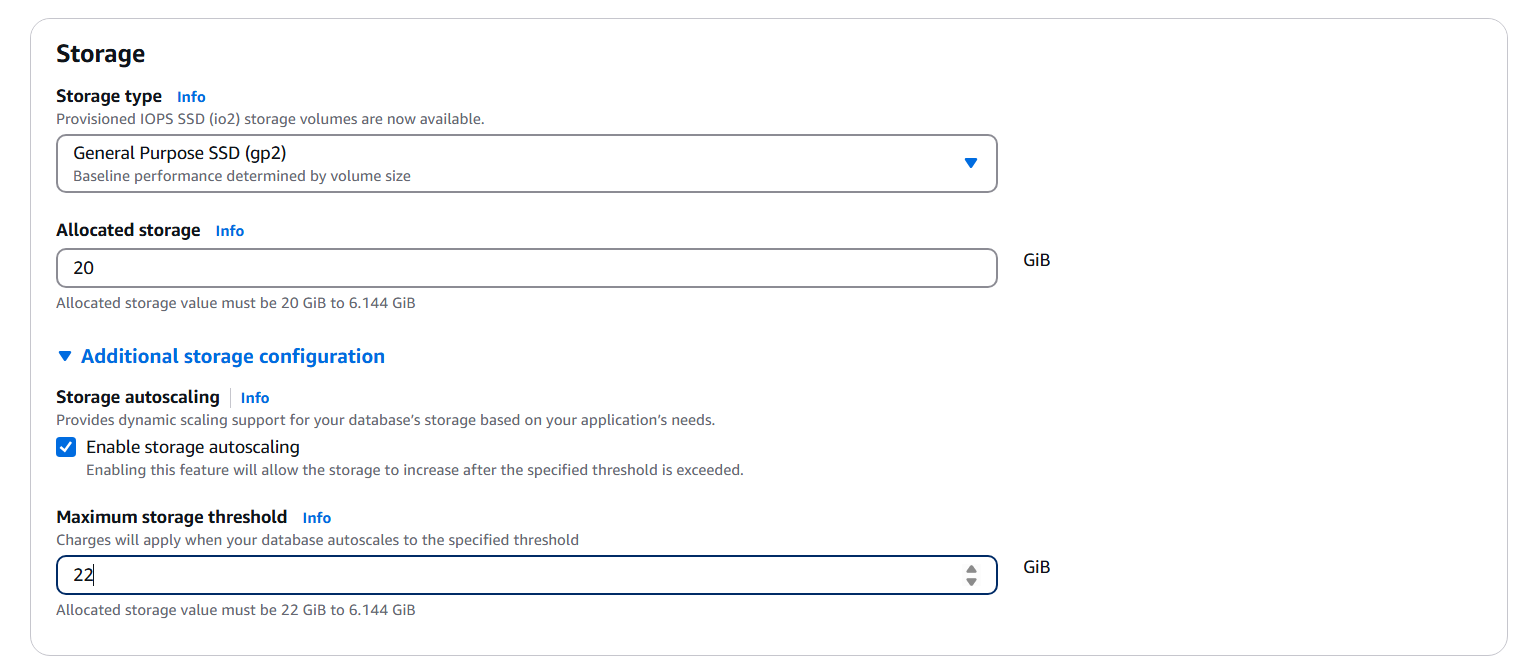 Storage
Storage type Info
Provisioned IOPS SSD (io2) storage volumes are now available.
General Purpose SSD (gp2)
Baseline performance determined by volume size
Allocated storage Info
20
GiB
Allocated storage value must be 20 GiB to 6.144 GiB
Additional storage configuration
Storage autoscaling Info
Provides dynamic scaling support for your database’s storage based on your application’s needs.
Enable storage autoscaling
Enabling this feature will allow the storage to increase after the specified threshold is exceeded.
Maximum storage threshold Info
Charges will apply when your database autoscales to the specified threshold
22
GiB
Allocated storage value must be 22 GiB to 6.144 GiB